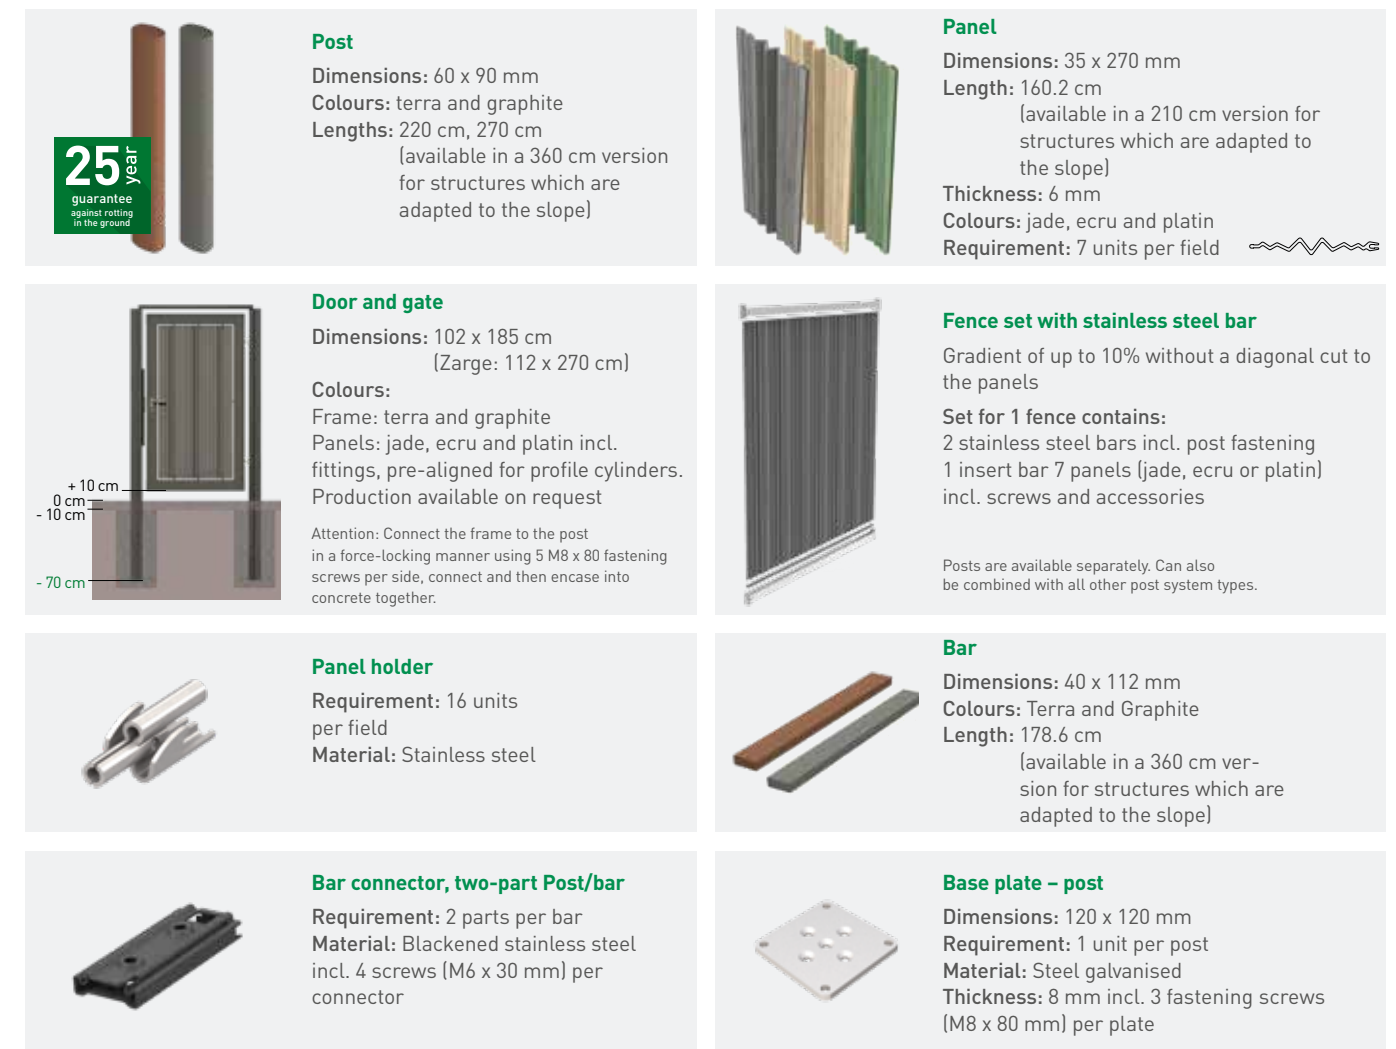 25 year
guarantee
against rotting
in the ground
Post
Dimensions: 60 x 90 mm
Colours: terra and graphite
Lengths: 220 cm, 270 cm
(available in a 360 cm version
for structures which are
adapted to the slope)
Panel
Dimensions: 35 x 270 mm
Length: 160.2 cm
(available in a 210 cm version for
structures which are adapted to
the slope)
Thickness: 6 mm
Colours: jade, ecru and platin
Requirement: 7 units per field
+ 10 cm
0 cm
- 10 cm
- 70 cm
Door and gate
Dimensions: 102 x 185 cm
(Zarge: 112 x 270 cm)
Colours:
Frame: terra and graphite
Panels: jade, ecru and platin incl.
fittings, pre-aligned for profile cylinders.
Production available on request
Attention: Connect the frame to the post
in a force-locking manner using 5 M8 x 80 fastening
screws per side, connect and then encase into
concrete together.
Fence set with stainless steel bar
Gradient of up to 10% without a diagonal cut to
the panels
Set for 1 fence contains:
2 stainless steel bars incl. post fastening
1 insert bar 7 panels (jade, ecru or platin)
incl. screws and accessories
Posts are available separately. Can also
be combined with all other post system types.
Panel holder
Requirement: 16 units
per field
Material: Stainless steel
Bar
Dimensions: 40 x 112 mm
Colours: Terra and Graphite
Length: 178.6 cm
(available in a 360 cm ver-
sion for structures which are
adapted to the slope)
Bar connector, two-part Post/bar
Requirement: 2 parts per bar
Material: Blackened stainless steel
incl. 4 screws (M6 x 30 mm) per
connector
Base plate – post
Dimensions: 120 x 120 mm
Requirement: 1 unit per post
Material: Steel galvanised
Thickness: 8 mm incl. 3 fastening screws
(M8 x 80 mm) per plate